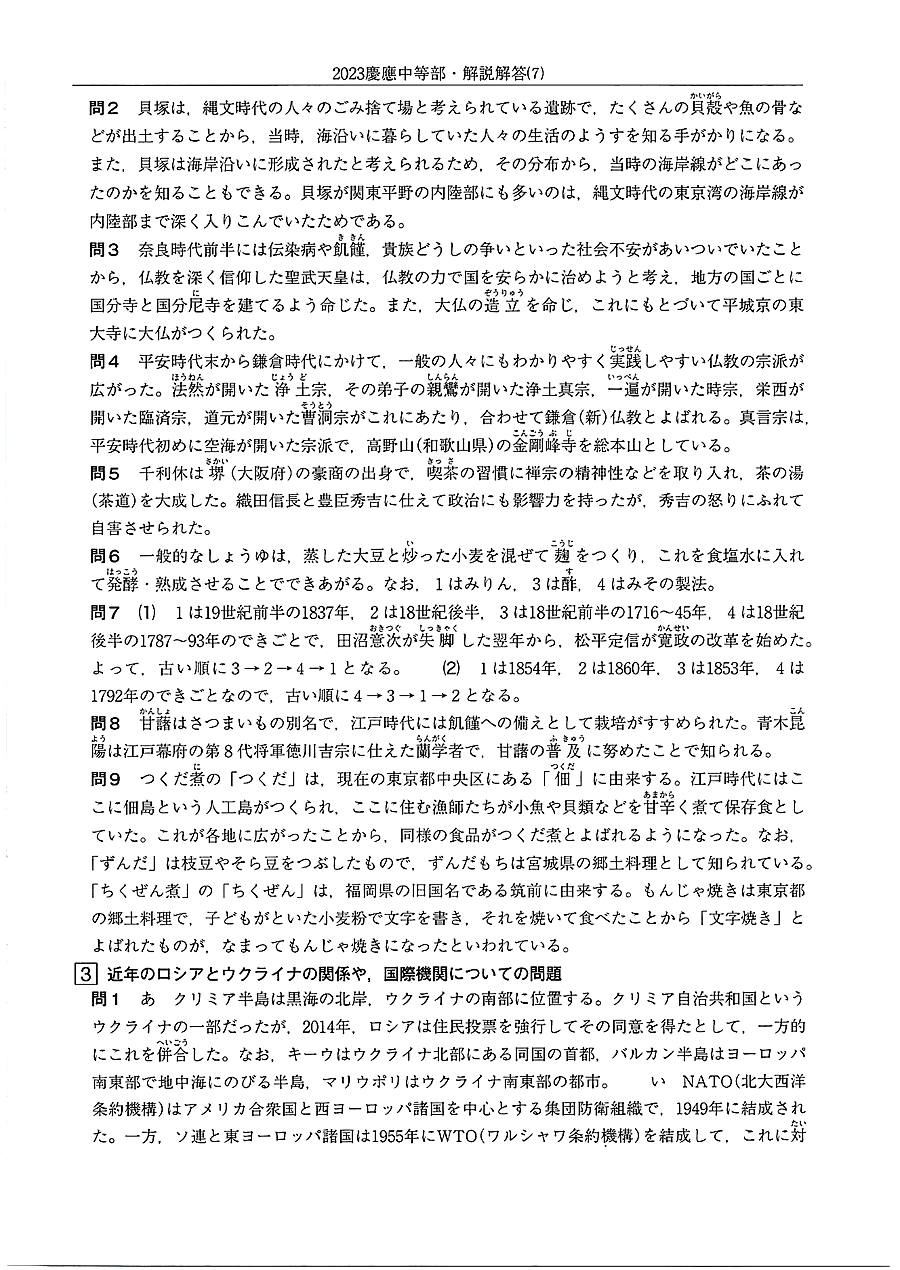 2023慶應中等部・解説解答(7)
問2 貝塚は，縄文時代の人々のごみ捨て場と考えられている遺跡で，たくさんの貝殻や魚の骨な
どが出土することから，当時，海沿いに暮らしていた人々の生活のようすを知る手がかりになる。
また，貝塚は海岸沿いに形成されたと考えられるため，その分布から，当時の海岸線がどこにあっ
たのかを知ることもできる。貝塚が関東平野の内陸部にも多いのは，縄文時代の東京湾の海岸線が
内陸部まで深く入りこんでいたためである。
問3 奈良時代前半には伝染病や飢饉，貴族どうしの争いといった社会不安があいついでいたこと
から，仏教を深く信仰した聖武天皇は，仏教の力で国を安らかに治めようと考え，地方の国ごとに
国分寺と国分尼寺を建てるよう命じた。また，大仏の造立を命じ，これにもとづいて平城京の東
大寺に大仏がつくられた。
問4 平安時代末から鎌倉時代にかけて，一般の人々にもわかりやすく実践しやすい仏教の宗派が
広がった。法然が開いた浄土宗，その弟子の親鸞が開いた浄土真宗，一遍が開いた時宗，栄西が
開いた臨済宗，道元が開いた曹洞宗がこれにあたり，合わせて鎌倉(新)仏教とよばれる。真言宗は，
平安時代初めに空海が開いた宗派で，高野山(和歌山県)の金剛峰寺を総本山としている。
問5 千利休は堺(大阪府)の豪商の出身で，喫茶の習慣に禅宗の精神性などを取り入れ，茶の湯
(茶道)を大成した。織田信長と豊臣秀吉に仕えて政治にも影響力を持ったが，秀吉の怒りにふれて
自害させられた。
問6 一般的なしょうゆは，蒸した大豆と炒った小麦を混ぜて麹をつくり，これを食塩水に入れ
て発酵・熟成させることでできあがる。なお，1はみりん，3は酢，4はみその製法。
問7 (1) 1は19世紀前半の1837年，2は18世紀後半，3は18世紀前半の1716～45年，4は18世紀
後半の1787～93年のできごとで，田沼意次が失脚した翌年から，松平定信が寛政の改革を始めた。
よって，古い順に3→2→4→1となる。 (2) 1は1854年，2は1860年，3は1853年，4は
1792年のできごとなので，古い順に4→3→1→2となる。
問8 甘藷はさつまいもの別名で，江戸時代には飢饉への備えとして栽培がすすめられた。青木昆
陽は江戸幕府の第8代将軍徳川吉宗に仕えた蘭学者で，甘藷の普及に努めたことで知られる。
問9 つくだ煮の「つくだ」は，現在の東京都中央区にある「佃」に由来する。江戸時代にはこ
こに佃島という人工島がつくられ，ここに住む漁師たちが小魚や貝類などを甘辛く煮て保存食とし
ていた。これが各地に広がったことから，同様の食品がつくだ煮とよばれるようになった。なお，
「ずんだ」は枝豆やそら豆をつぶしたもので，ずんだもちは宮城県の郷土料理として知られている。
「ちくぜん煮」の「ちくぜん」は，福岡県の旧国名である筑前に由来する。もんじゃ焼きは東京都
の郷土料理で，子どもがといた小麦粉で文字を書き，それを焼いて食べたことから「文字焼き」と
よばれたものが，なまってもんじゃ焼きになったといわれている。
3 近年のロシアとウクライナの関係や，国際機関についての問題
問1 あ クリミア半島は黒海の北岸，ウクライナの南部に位置する。クリミア自治共和国という
ウクライナの一部だったが，2014年，ロシアは住民投票を強行してその同意を得たとして，一方的
にこれを併合した。なお，キーウはウクライナ北部にある同国の首都，バルカン半島はヨーロッパ
南東部で地中海にのびる半島，マリウポリはウクライナ南東部の都市。 い NATO(北大西洋
条約機構)はアメリカ合衆国と西ヨーロッパ諸国を中心とする集団防衛組織で，1949年に結成され
た。一方，ソ連と東ヨーロッパ諸国は1955年にWTO(ワルシャワ条約機構)を結成して，これに対